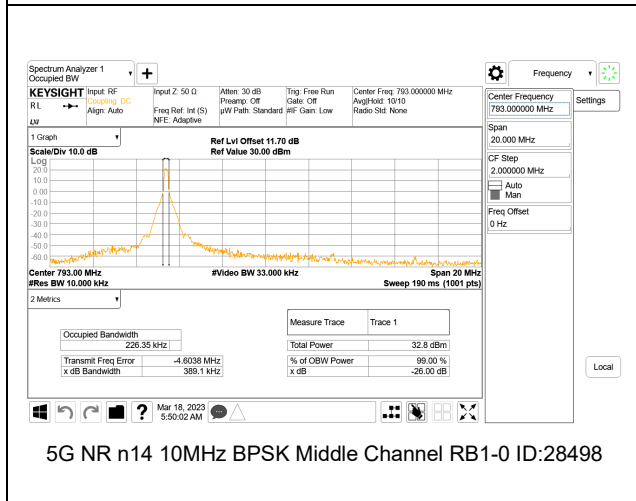 Spectrum Analyzer 1
Occupied BW
+
Frequency
KEYSIGHT
RL
LXI
Input: RF
Coupling: DC
Align: Auto
Input Z: 50 Ω
Freq Ref: Int (S)
NFE: Adaptive
Atten: 30 dB
Preamp: Off
µW Path: Standard
Trig: Free Run
Gate: Off
#IF Gain: Low
Center Freq: 793.000000 MHz
Avg|Hold: 10/10
Radio Std: None
Center Frequency
793.000000 MHz
Settings
Span
20.000 MHz
CF Step
2.000000 MHz
Auto
Man
Freq Offset
0 Hz
Local
1 Graph
Scale/Div 10.0 dB
Ref Lvl Offset 11.70 dB
Ref Value 30.00 dBm
Log
20.0
10.0
0.00
-10.0
-20.0
-30.0
-40.0
-50.0
-60.0
Center 793.00 MHz
#Video BW 33.000 kHz
Span 20 MHz
#Res BW 10.000 kHz
Sweep 190 ms (1001 pts)
2 Metrics
Measure Trace
Trace 1
Occupied Bandwidth
226.35 kHz
Total Power
32.8 dBm
Transmit Freq Error
-4.6038 MHz
% of OBW Power
99.00 %
x dB Bandwidth
389.1 kHz
x dB
-26.00 dB
?
Mar 18, 2023
5:50:02 AM
5G NR n14 10MHz BPSK Middle Channel RB1-0 ID:28498